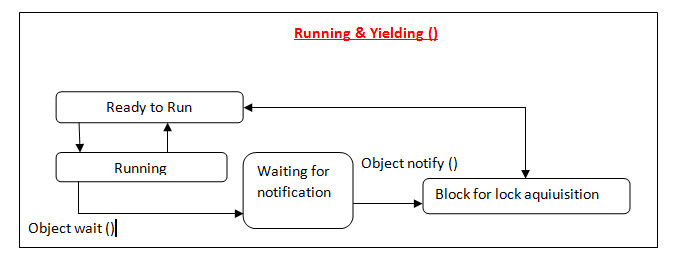 Running & Yielding ()
Ready to Run
Running
Waiting for
notification
Object notify ()
Block for lock aquiuisition
Object wait ()